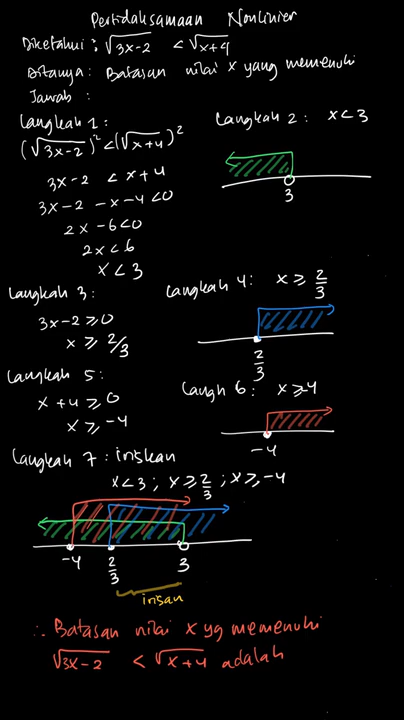 Pertidaksamaan Nonlinier
Diketahui : √3x-2 < √x+4
Ditanya : Batasan nilai x yang memenuhi
Jawab :
Langkah 1 :
(√3x-2)² < (√x+4)²
3x-2 < x+4
3x-2 -x-4<0
2x -6<0
2x<6
x<3
Langkah 2 : x<3
3
Langkah 3 :
3x-2 ≥0
x ≥ 2/3
Langkah 4 : x ≥ 2/3
2/3
Langkah 5 :
x +4 ≥ 0
x ≥ -4
Langh 6 : x ≥-4
-4
Langkah 7 : iriskan
x<3 ; x ≥ 2/3 ; x ≥ -4
-4 2/3 3
irisan
∴ Batasan nilai x yg memenuhi
√3x-2 < √x+4 adalah